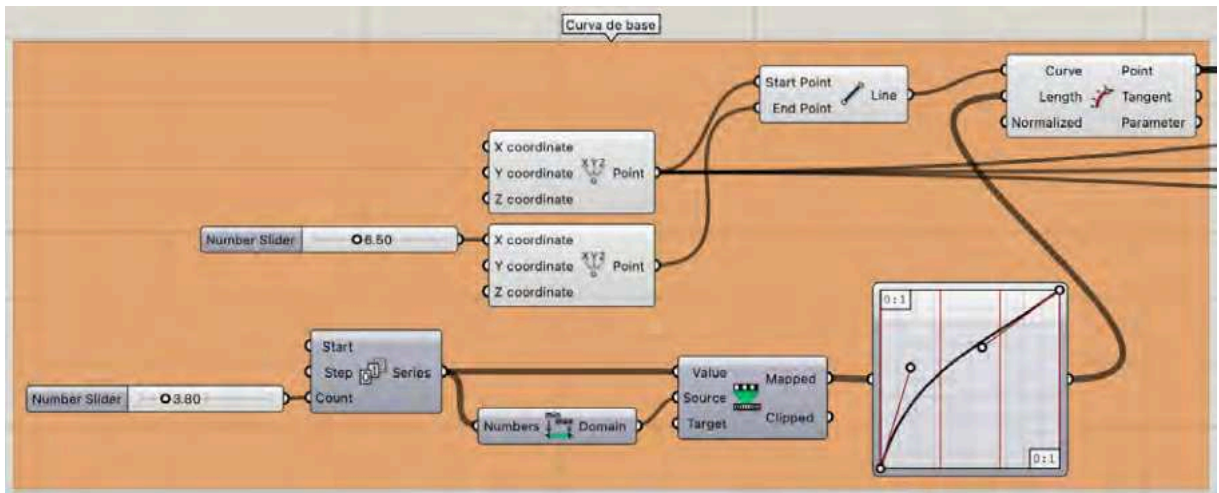 Curva de base
Curve Point
Length Tangent
Normalized Parameter
Start Point
End Point
Line
X coordinate
Y coordinate
Z coordinate
X Y Z
Point
Number Slider 6.50
X coordinate
Y coordinate
Z coordinate
X Y Z
Point
0:1
0:1
Start
Step
Count
Series
Number Slider 3.80
Numbers
min
max
Domain
Value
Source
Target
Mapped
Clipped